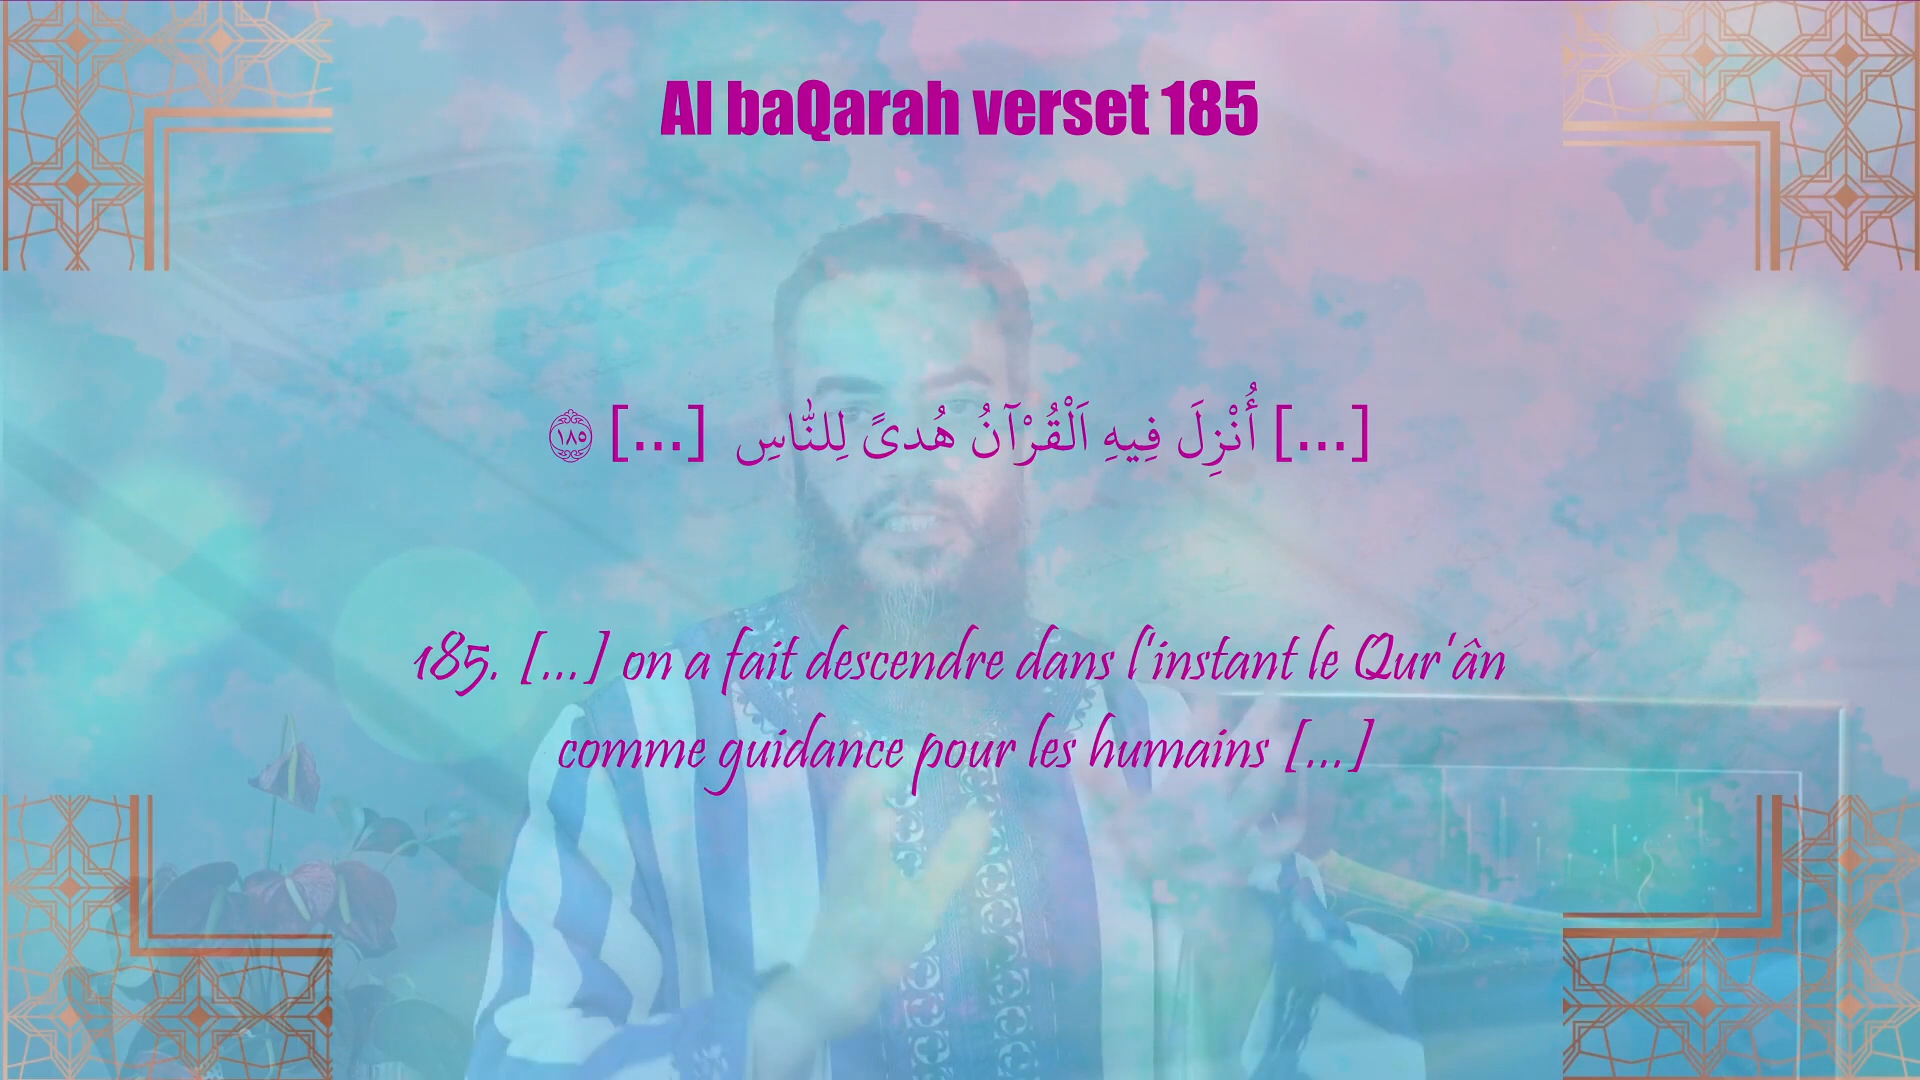 Al baQarah verset 185
[...] أُنْزِلَ فِيهِ اَلْقُرْآنُ هُدىً لِلنَّاسِ [...] ١٨٥
185. [...] on a fait descendre dans l'instant le Qur'ân
comme guidance pour les humains [...]